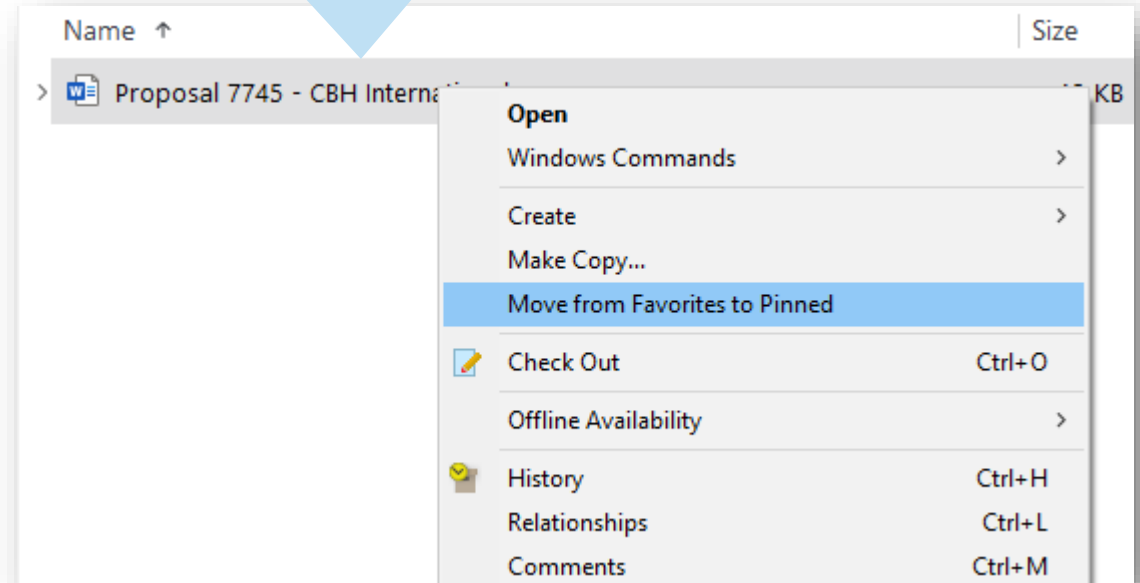 Name ↑ Size
Proposal 7745 - CBH KB
Open
Windows Commands
Create
Make Copy...
Move from Favorites to Pinned
Check Out Ctrl+O
Offline Availability
History Ctrl+H
Relationships Ctrl+L
Comments Ctrl+M